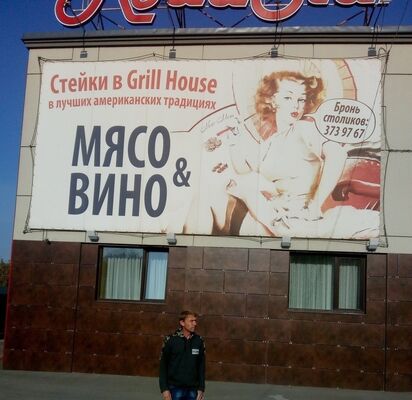 Стейки в Grill House
в лучших американских традициях
МЯСО
&
ВИНО
Бронь
столиков:
373 97 67